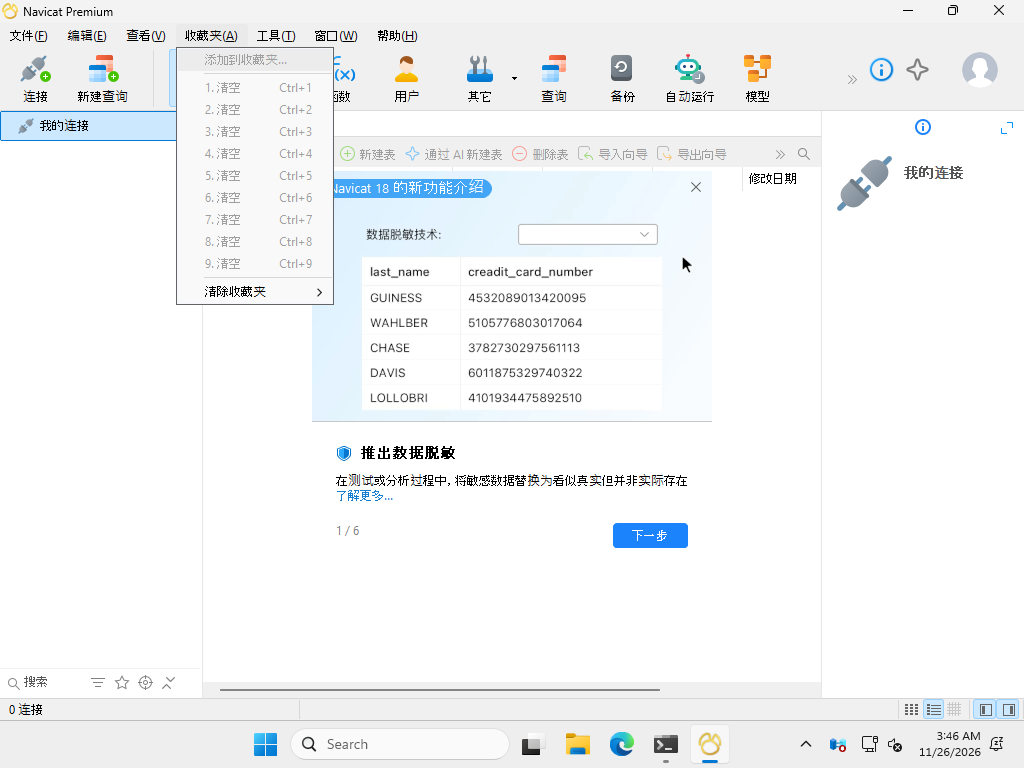 Navicat Premium
文件(F) 编辑(E) 查看(V) 收藏夹(A) 工具(T) 窗口(W) 帮助(H)
连接 新建查询 用户 其它 查询 备份 自动运行 模型
添加到收藏夹...
1. 清空 Ctrl+1
2. 清空 Ctrl+2
3. 清空 Ctrl+3
4. 清空 Ctrl+4
5. 清空 Ctrl+5
6. 清空 Ctrl+6
7. 清空 Ctrl+7
8. 清空 Ctrl+8
9. 清空 Ctrl+9
清除收藏夹
我的连接
新建表 通过 AI 新建表 删除表 导入向导 导出向导
修改日期
Navicat 18 的新功能介绍
数据脱敏技术:
last_name creadit_card_number
GUINESS 4532089013420095
WAHLBER 5105776803017064
CHASE 3782730297561113
DAVIS 6011875329740322
LOLLOBRI 4101934475892510
推出数据脱敏
在测试或分析过程中, 将敏感数据替换为看似真实但并非实际存在
了解更多...
1 / 6
下一步
我的连接
搜索
0 连接
Search
3:46 AM
11/26/2026